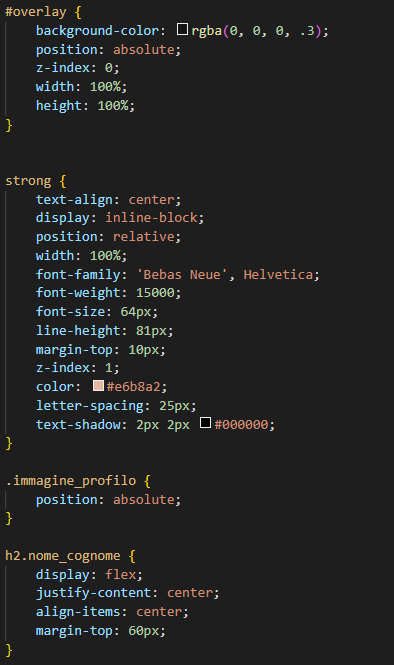 #overlay {
    background-color: rgba(0, 0, 0, .3);
    position: absolute;
    z-index: 0;
    width: 100%;
    height: 100%;
}
strong {
    text-align: center;
    display: inline-block;
    position: relative;
    width: 100%;
    font-family: 'Bebas Neue', Helvetica;
    font-weight: 15000;
    font-size: 64px;
    line-height: 81px;
    margin-top: 10px;
    z-index: 1;
    color: #e6b8a2;
    letter-spacing: 25px;
    text-shadow: 2px 2px #000000;
}
.immagine_profilo {
    position: absolute;
}
h2.nome_cognome {
    display: flex;
    justify-content: center;
    align-items: center;
    margin-top: 60px;
}